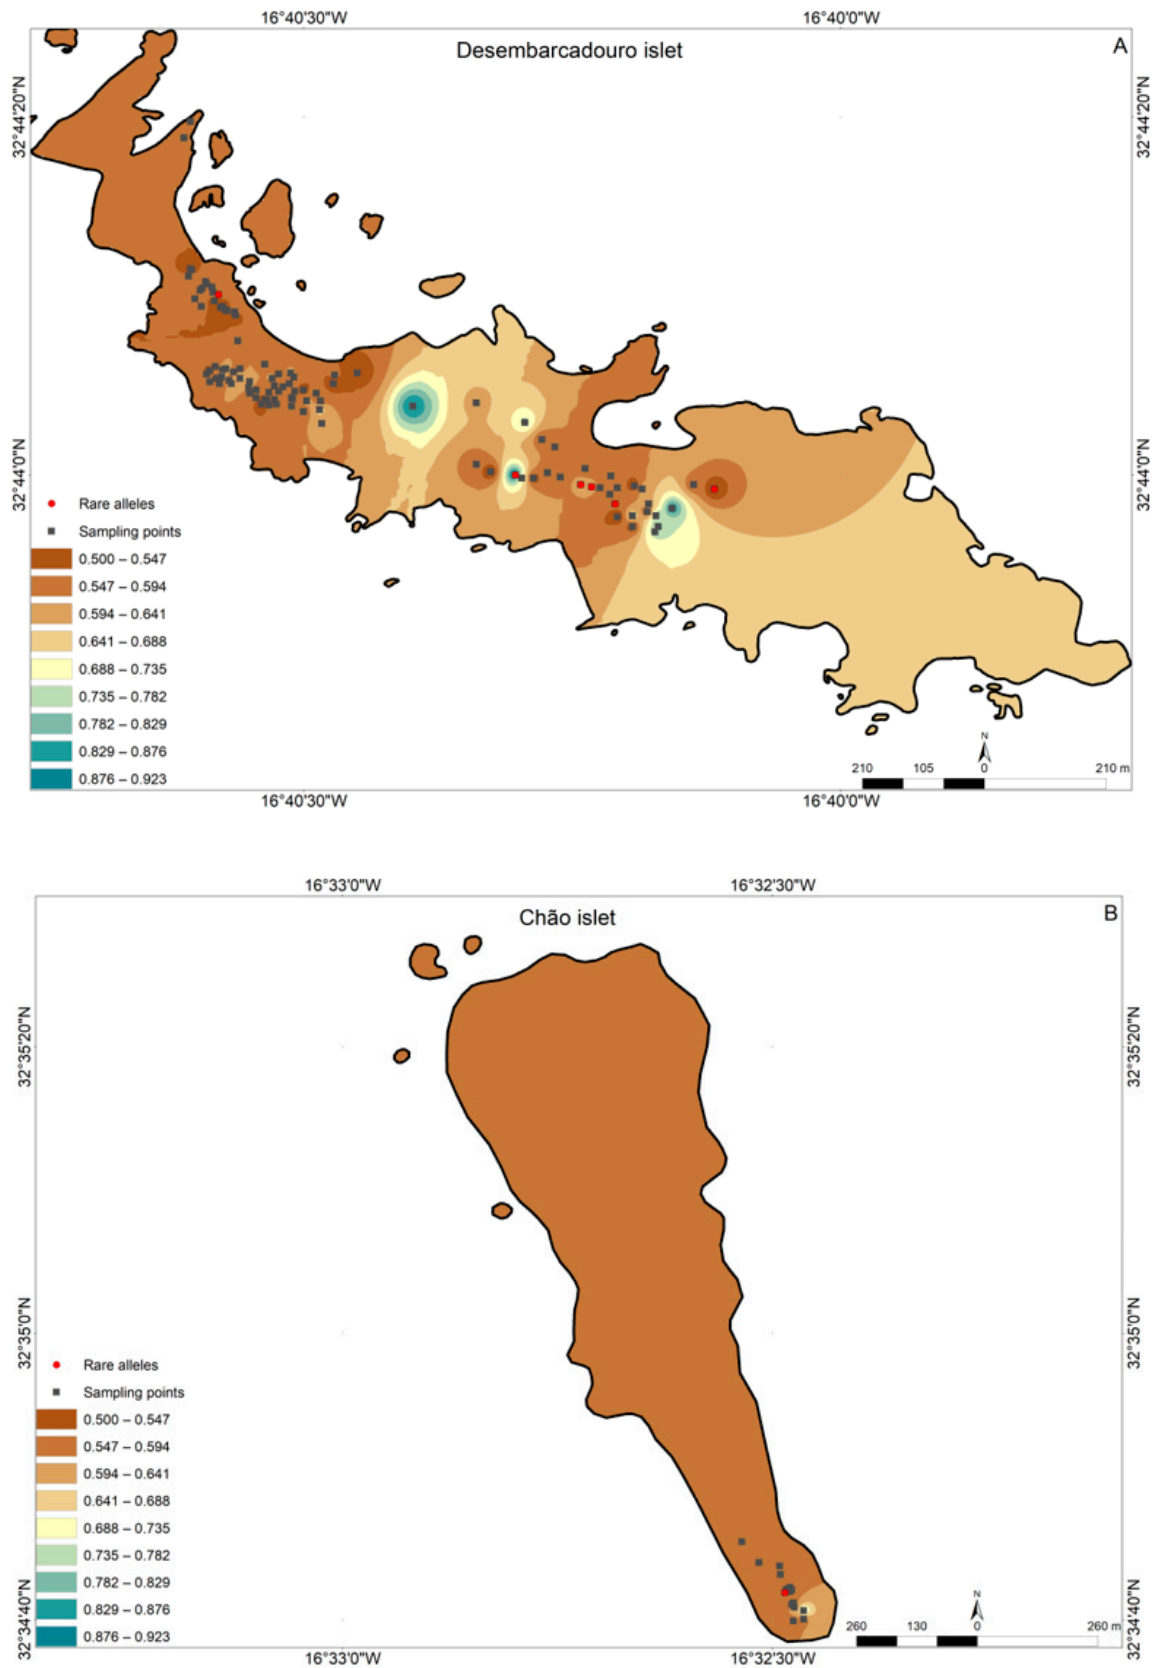 16°40'30"W 16°40'0"W
Desembarcadouro islet
A
32°44'20"N 32°44'20"N
32°44'0"N 32°44'0"N
Rare alleles
Sampling points
0.500 – 0.547
0.547 – 0.594
0.594 – 0.641
0.641 – 0.688
0.688 – 0.735
0.735 – 0.782
0.782 – 0.829
0.829 – 0.876
0.876 – 0.923
N
210 105 0 210 m
16°40'30"W 16°40'0"W
16°33'0"W 16°32'30"W
Chão islet
B
32°35'20"N 32°35'20"N
32°35'0"N 32°35'0"N
Rare alleles
Sampling points
0.500 – 0.547
0.547 – 0.594
0.594 – 0.641
0.641 – 0.688
0.688 – 0.735
0.735 – 0.782
0.782 – 0.829
0.829 – 0.876
0.876 – 0.923
32°34'40"N 32°34'40"N
N
260 130 0 260 m
16°33'0"W 16°32'30"W